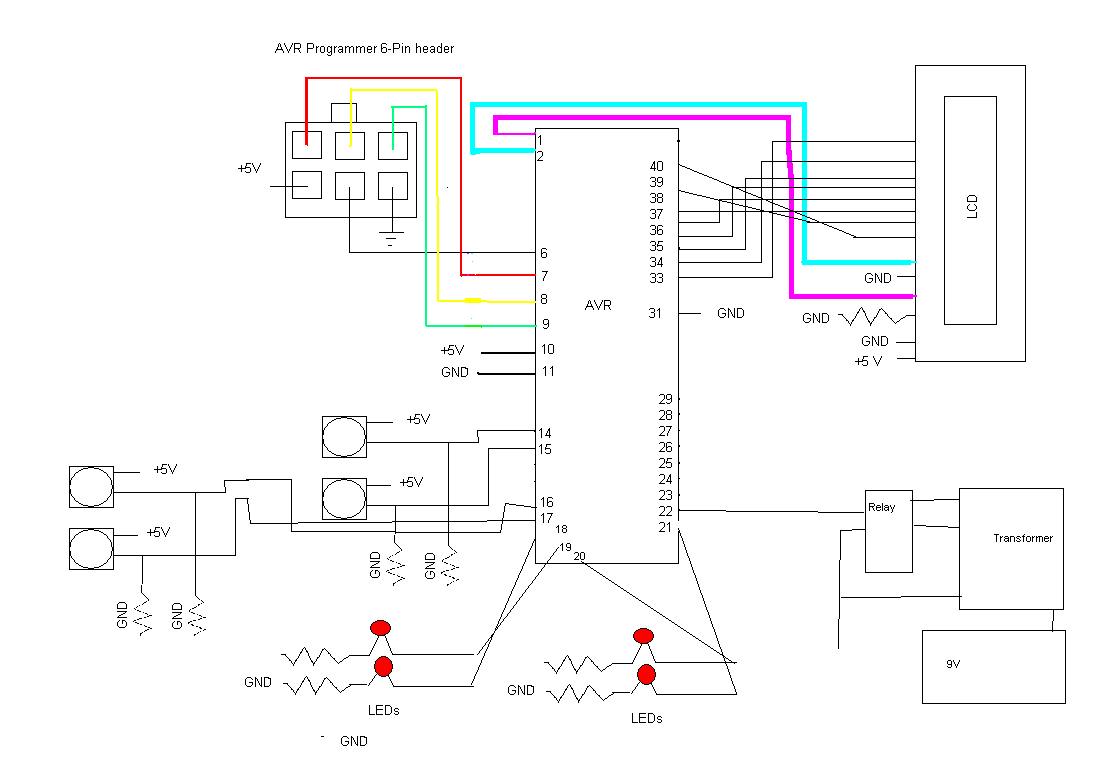 AVR Programmer 6-Pin header
+5V
1
2
40
39
38
37
36
35
34
33
LCD
6
7
8
9
AVR
31
GND
GND
GND
GND
+5 V
+5V
10
GND
11
29
28
27
26
25
24
23
22
21
+5V
14
15
+5V
+5V
+5V
16
17
18
19
20
Relay
Transformer
GND
GND
GND
GND
9V
GND
LEDs
GND
LEDs
GND